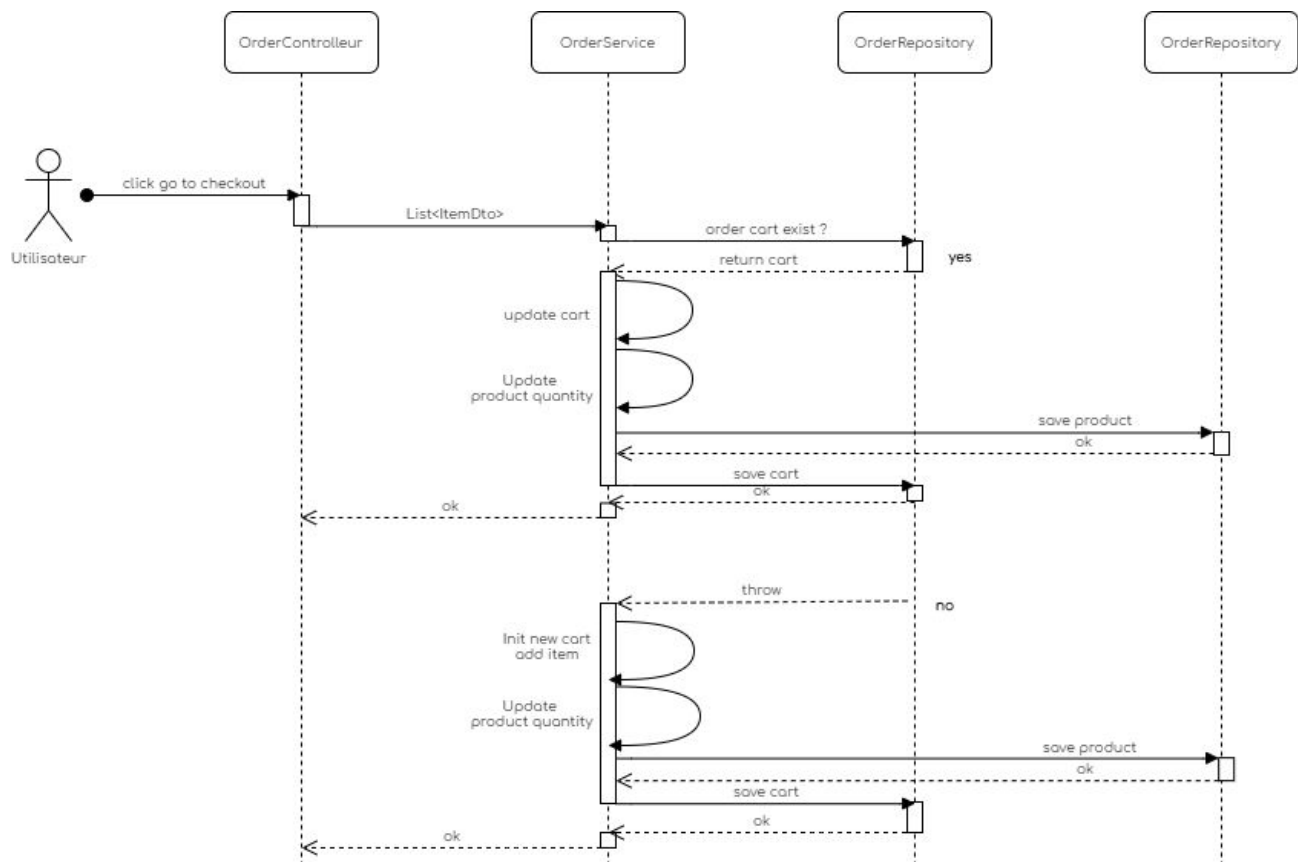 OrderControlleur
OrderService
OrderRepository
OrderRepository
click go to checkout
Utilisateur
List<ItemDto>
order cart exist ?
yes
return cart
update cart
Update
product quantity
save product
ok
save cart
ok
ok
throw
no
Init new cart
add item
Update
product quantity
save product
ok
save cart
ok
ok